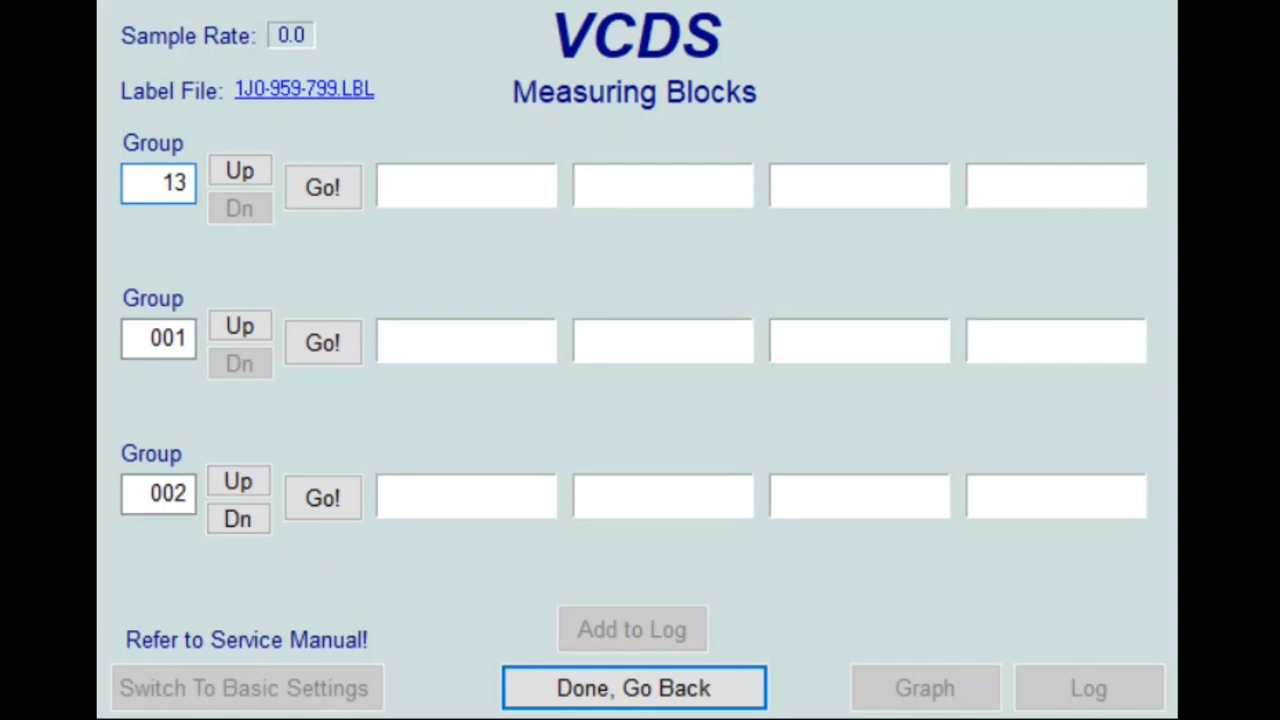 Sample Rate: 0.0
VCDS
Label File: 1J0-959-799.LBL
Measuring Blocks
Group
13
Up
Dn
Go!
Group
001
Up
Dn
Go!
Group
002
Up
Dn
Go!
Refer to Service Manual!
Add to Log
Switch To Basic Settings
Done, Go Back
Graph
Log